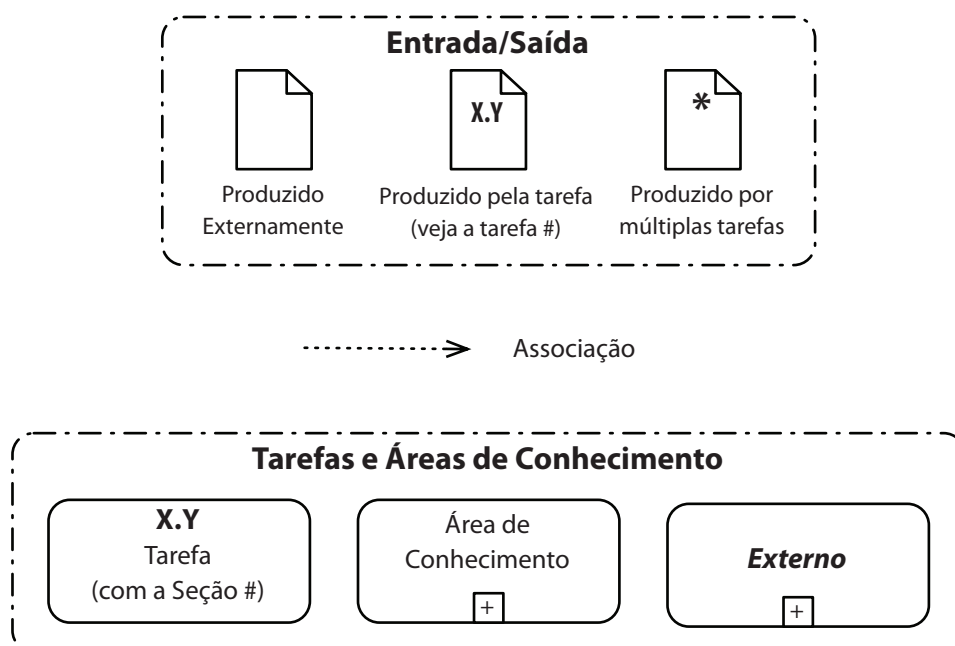 Entrada/Saída
X.Y
*
Produzido
Externamente
Produzido pela tarefa
(veja a tarefa #)
Produzido por
múltiplas tarefas
Associação
Tarefas e Áreas de Conhecimento
X.Y
Tarefa
(com a Seção #)
Área de
Conhecimento
+
Externo
+